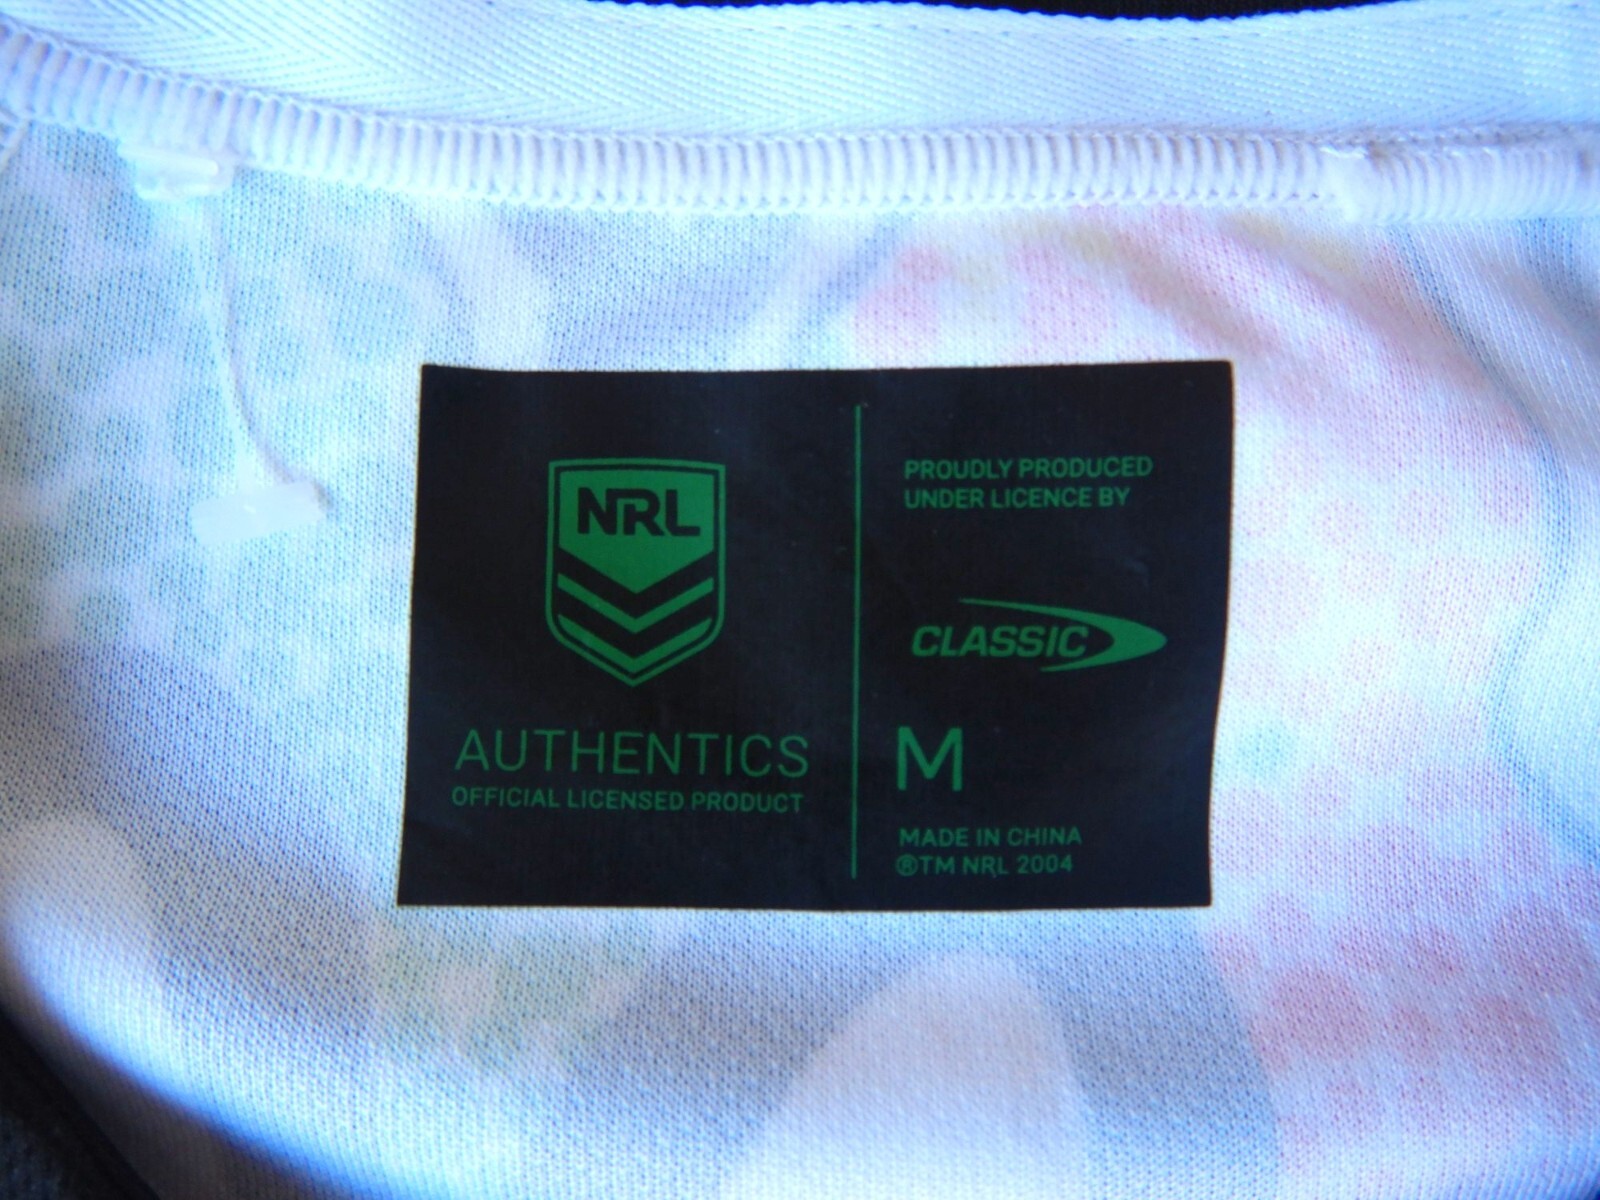 NRL
AUTHENTICS
OFFICIAL LICENSED PRODUCT
PROUDLY PRODUCED
UNDER LICENCE BY
CLASSIC
M
MADE IN CHINA
®TM NRL 2004